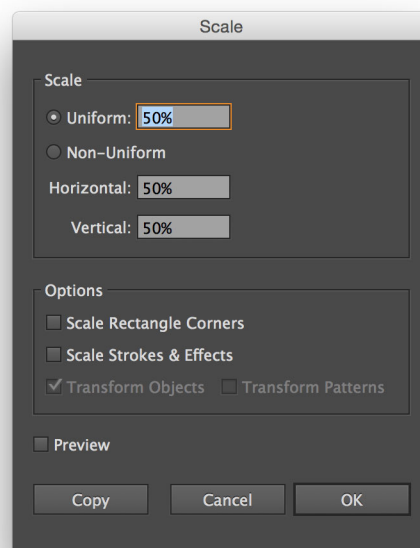 Scale
Scale
Uniform: 50%
Non-Uniform
Horizontal: 50%
Vertical: 50%
Options
Scale Rectangle Corners
Scale Strokes & Effects
Transform Objects Transform Patterns
Preview
Copy Cancel OK